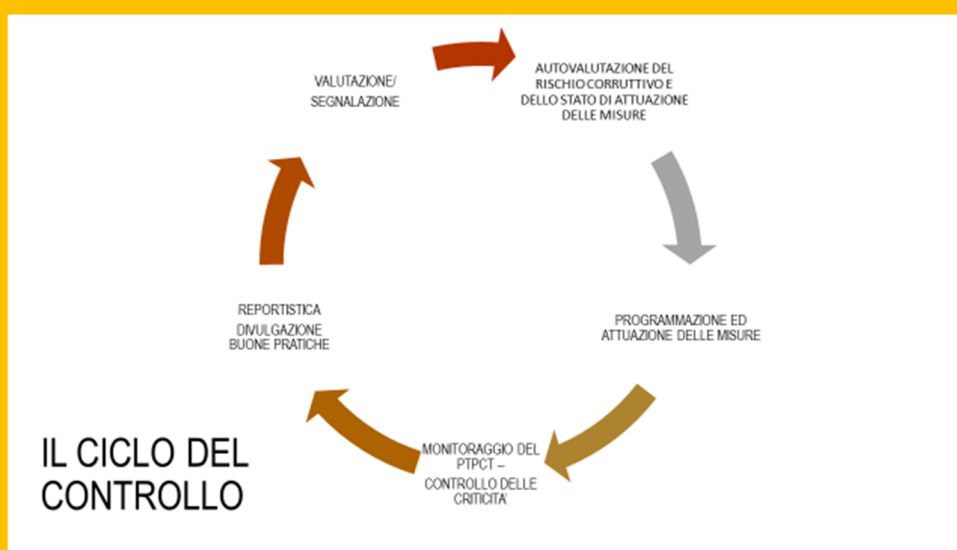 VALUTAZIONE/
SEGNALAZIONE
AUTOVALUTAZIONE DEL
RISCHIO CORRUTTIVO E
DELLO STATO DI ATTUAZIONE
DELLE MISURE
PROGRAMMAZIONE ED
ATTUAZIONE DELLE MISURE
MONITORAGGIO DEL
PTPCT –
CONTROLLO DELLE
CRITICITA'
REPORTISTICA
DIVULGAZIONE
BUONE PRATICHE
IL CICLO DEL
CONTROLLO